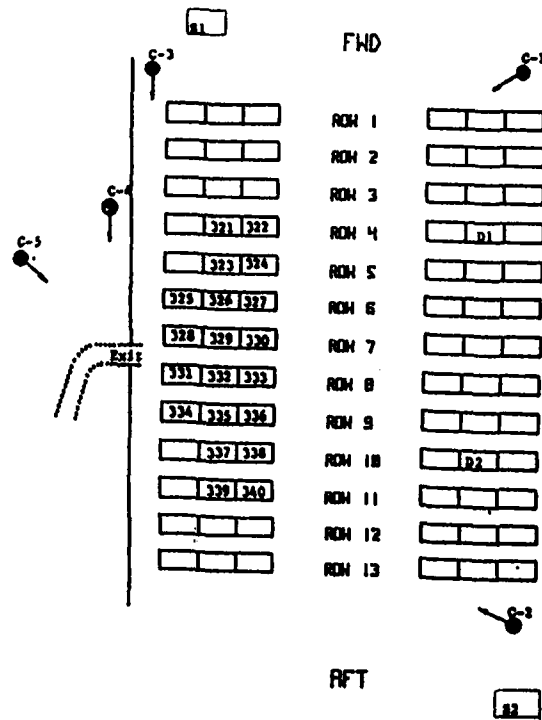 S1
FWD
C-3
C-1
ROW 1
ROW 2
ROW 3
C-4
321 322 ROW 4 D1
C-5
323 324 ROW 5
325 326 327 ROW 6
328 329 330 ROW 7
Exit
331 332 333 ROW 8
334 335 336 ROW 9
337 338 ROW 10 D2
339 340 ROW 11
ROW 12
ROW 13
C-2
AFT
S2